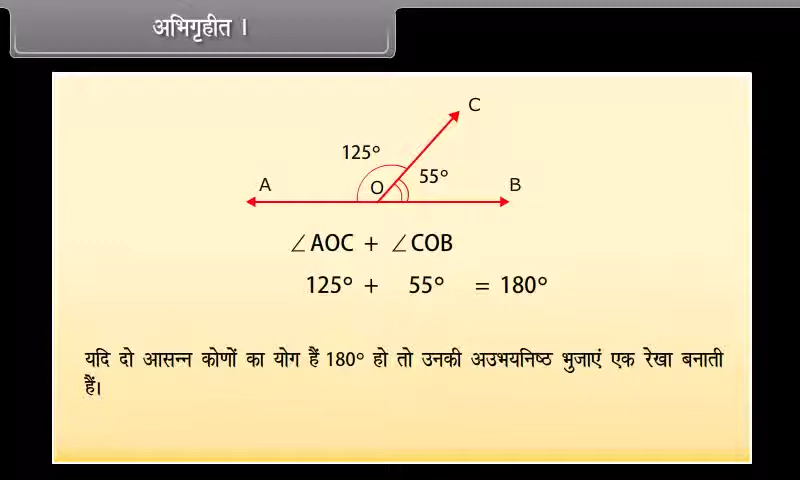 अभिगृहीत I
C
125°
55°
A
O
B
∠AOC + ∠COB
125° + 55° = 180°
यदि दो आसन्न कोणों का योग हैं 180° हो तो उनकी अउभयनिष्ठ भुजाएं एक रेखा बनाती
हैं।